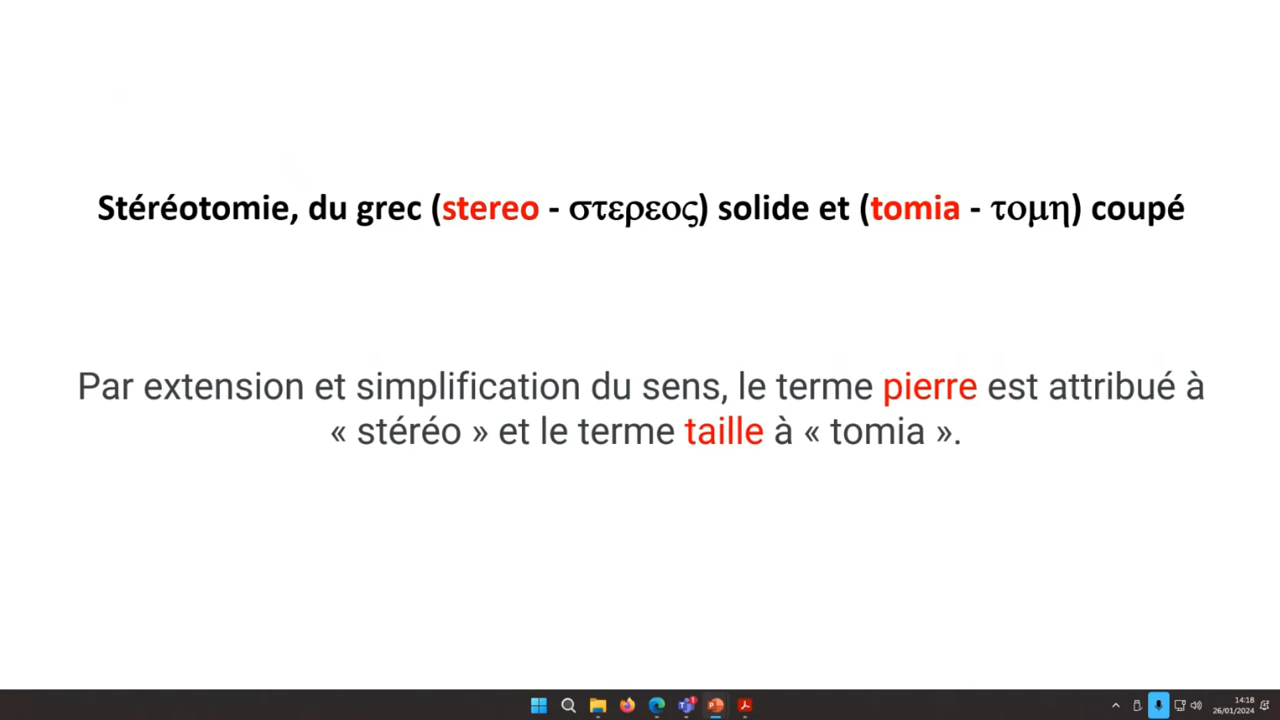 Stéréotomie, du grec (stereo - στερεος) solide et (tomia - τομη) coupé
Par extension et simplification du sens, le terme pierre est attribué à
« stéréo » et le terme taille à « tomia ».
1
14:18
26/01/2024